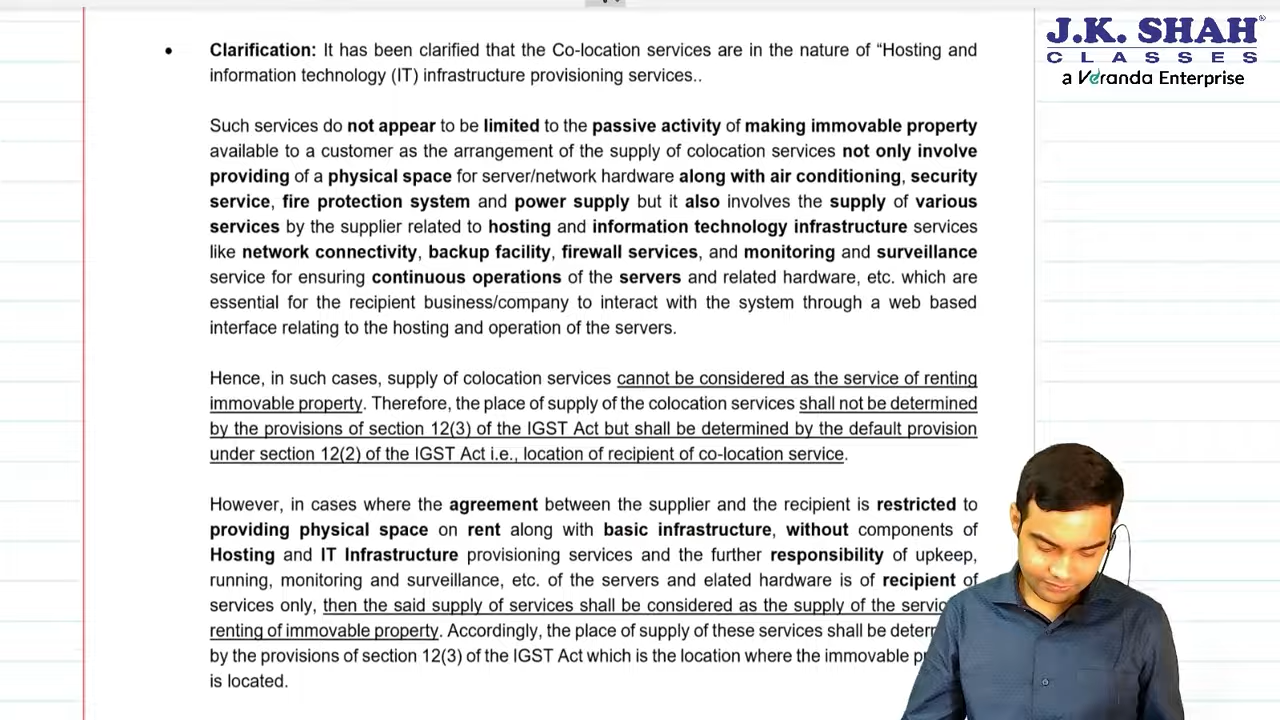 J.K. SHAH®
CLASSES
a Veranda Enterprise
• Clarification: It has been clarified that the Co-location services are in the nature of “Hosting and
information technology (IT) infrastructure provisioning services..
Such services do not appear to be limited to the passive activity of making immovable property
available to a customer as the arrangement of the supply of colocation services not only involve
providing of a physical space for server/network hardware along with air conditioning, security
service, fire protection system and power supply but it also involves the supply of various
services by the supplier related to hosting and information technology infrastructure services
like network connectivity, backup facility, firewall services, and monitoring and surveillance
service for ensuring continuous operations of the servers and related hardware, etc. which are
essential for the recipient business/company to interact with the system through a web based
interface relating to the hosting and operation of the servers.
Hence, in such cases, supply of colocation services cannot be considered as the service of renting
immovable property. Therefore, the place of supply of the colocation services shall not be determined
by the provisions of section 12(3) of the IGST Act but shall be determined by the default provision
under section 12(2) of the IGST Act i.e., location of recipient of co-location service.
However, in cases where the agreement between the supplier and the recipient is restricted to
providing physical space on rent along with basic infrastructure, without components of
Hosting and IT Infrastructure provisioning services and the further responsibility of upkeep,
running, monitoring and surveillance, etc. of the servers and elated hardware is of recipient of
services only, then the said supply of services shall be considered as the supply of the
renting of immovable property. Accordingly, the place of supply of these services shall be
by the provisions of section 12(3) of the IGST Act which is the location where the immovable
is located.